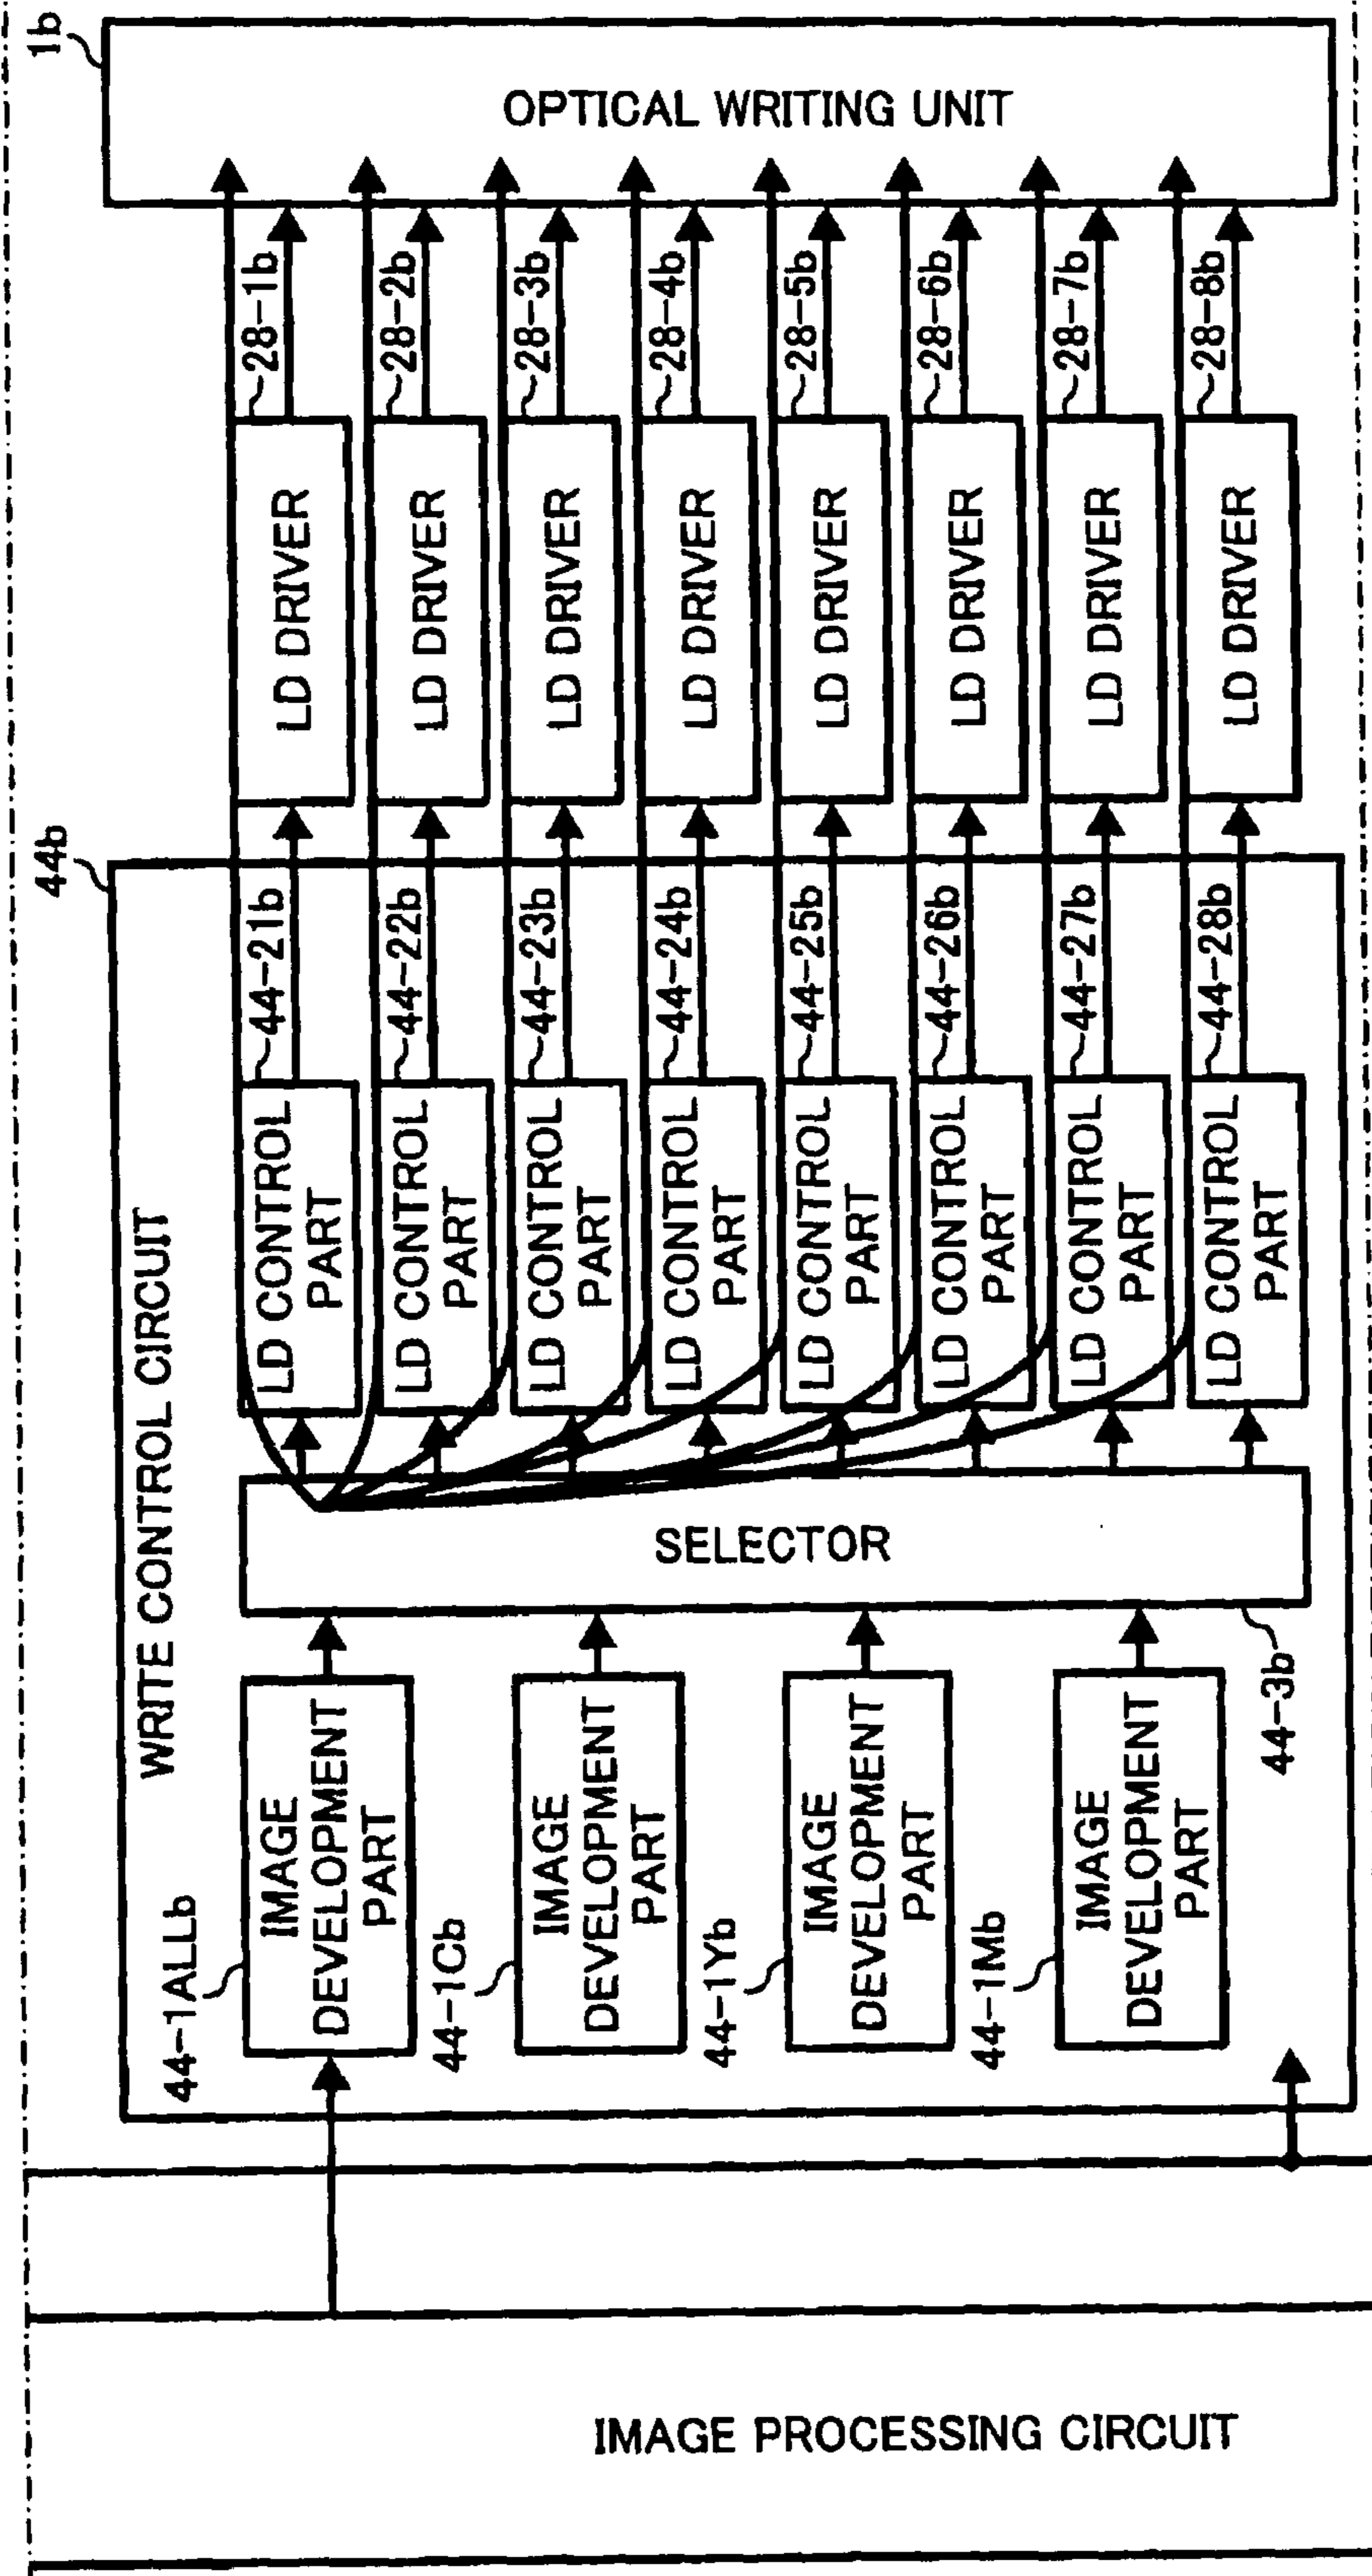 1b
OPTICAL WRITING UNIT
28-1b
28-2b
28-3b
28-4b
28-5b
28-6b
28-7b
28-8b
LD DRIVER
LD DRIVER
LD DRIVER
LD DRIVER
LD DRIVER
LD DRIVER
LD DRIVER
LD DRIVER
44b
WRITE CONTROL CIRCUIT
44-21b
44-22b
44-23b
44-24b
44-25b
44-26b
44-27b
44-28b
LD CONTROL
PART
LD CONTROL
PART
LD CONTROL
PART
LD CONTROL
PART
LD CONTROL
PART
LD CONTROL
PART
LD CONTROL
PART
LD CONTROL
PART
SELECTOR
44-3b
44-1ALLb
IMAGE
DEVELOPMENT
PART
44-1Cb
IMAGE
DEVELOPMENT
PART
44-1Yb
IMAGE
DEVELOPMENT
PART
44-1Mb
IMAGE
DEVELOPMENT
PART
IMAGE PROCESSING CIRCUIT